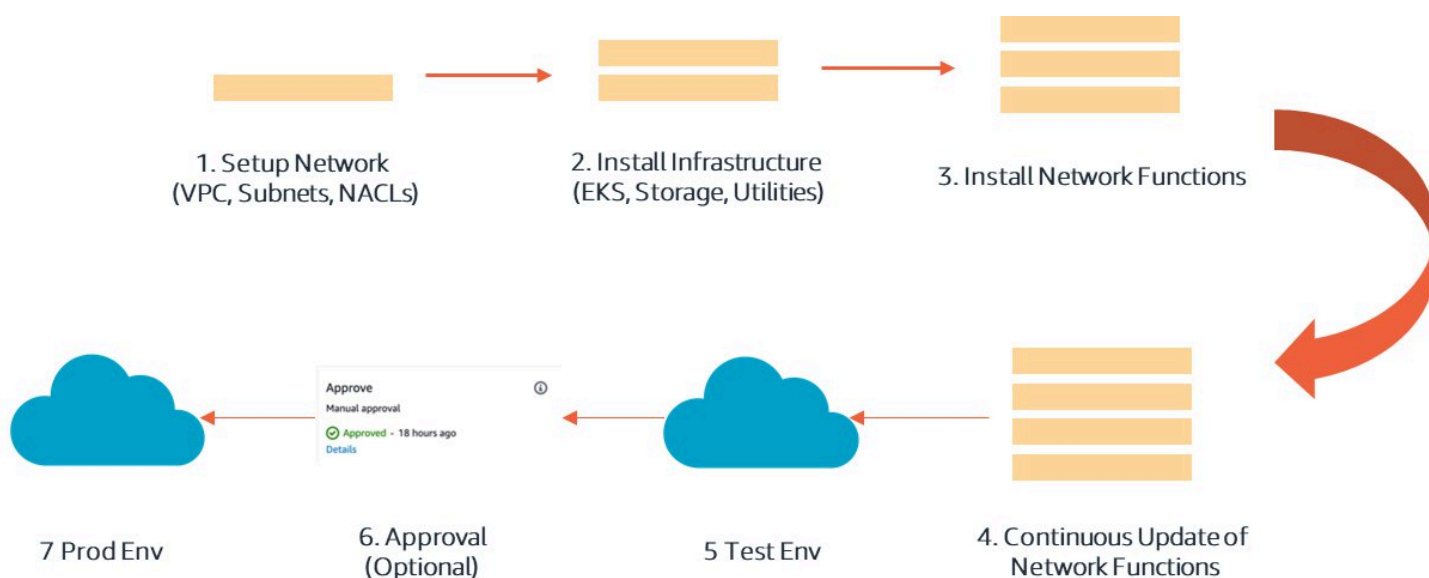 1. Setup Network
(VPC, Subnets, NACLs)
2. Install Infrastructure
(EKS, Storage, Utilities)
3. Install Network Functions
4. Continuous Update of
Network Functions
5 Test Env
Approve
Manual approval
Approved - 18 hours ago
Details
6. Approval
(Optional)
7 Prod Env